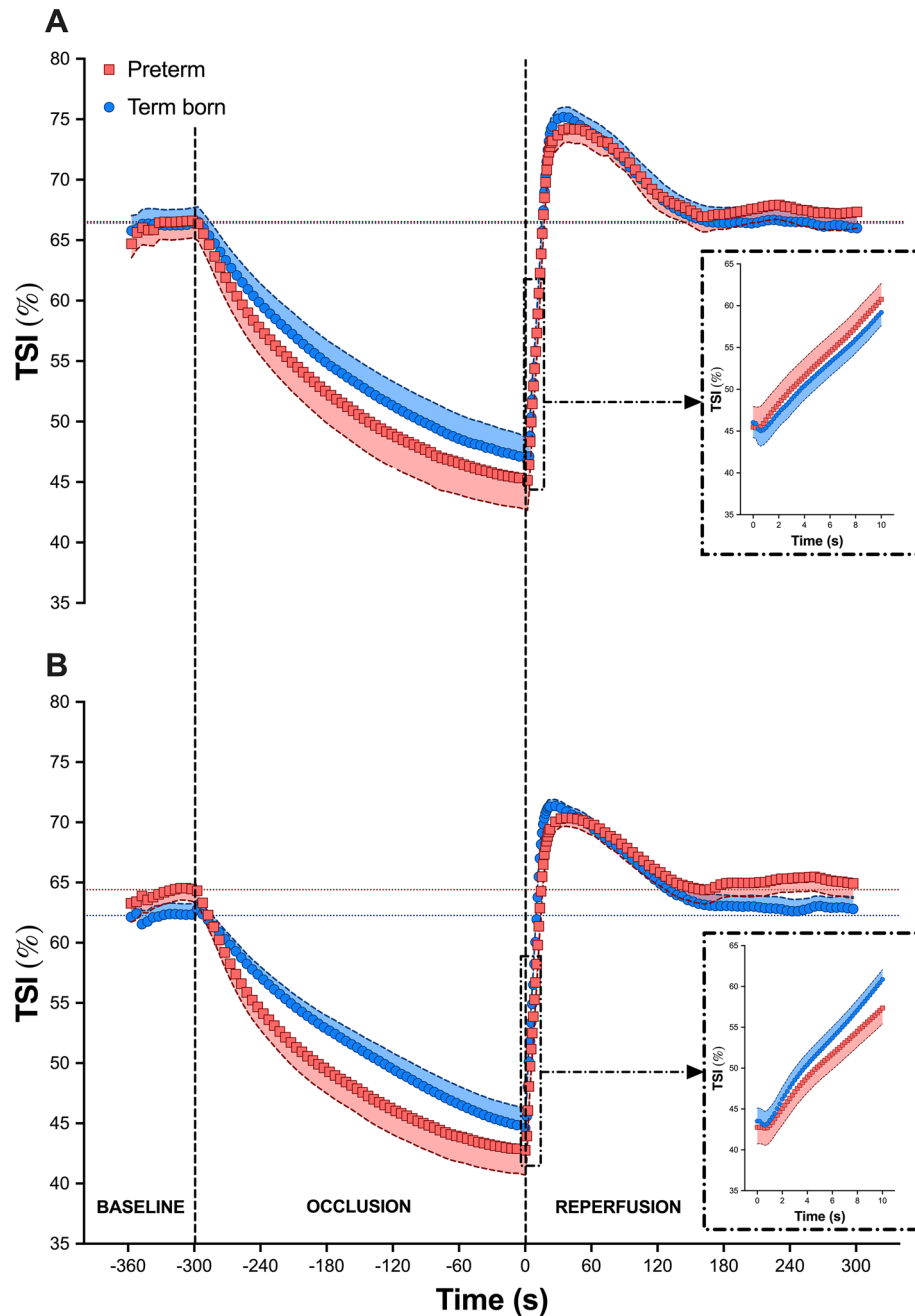 A
80
75
70
65
60
55
50
45
40
35
TSI (%)
Preterm
Term born
65
60
55
50
45
40
35
TSI (%)
0 2 4 6 8 10
Time (s)
B
80
75
70
65
60
55
50
45
40
35
TSI (%)
65
60
55
50
45
40
35
TSI (%)
0 2 4 6 8 10
Time (s)
BASELINE OCCLUSION REPERFUSION
-360 -300 -240 -180 -120 -60 0 60 120 180 240 300
Time (s)